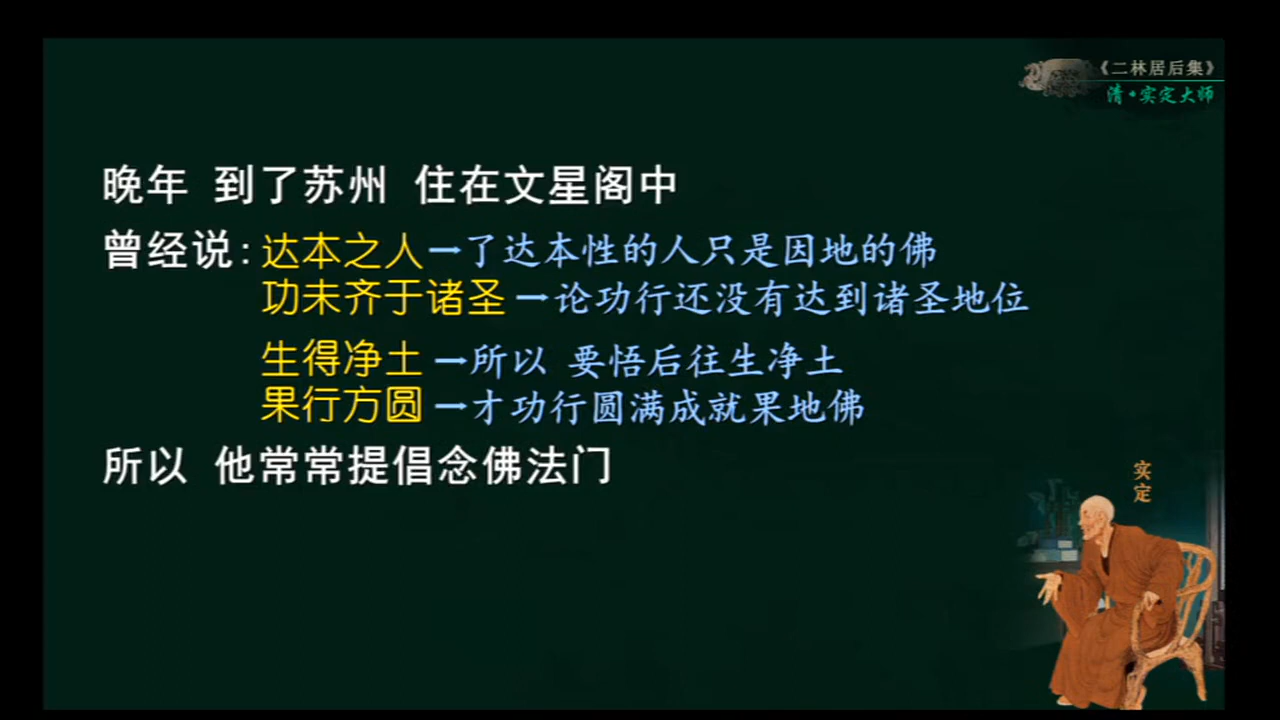 《二林居后集》
清·实定大师
晚年 到了苏州 住在文星阁中
曾经说:达本之人→了达本性的人只是因地的佛
功未齐于诸圣→论功行还没有达到诸圣地位
生得净土→所以 要悟后往生净土
果行方圆→才功行圆满成就果地佛
所以 他常常提倡念佛法门
实定